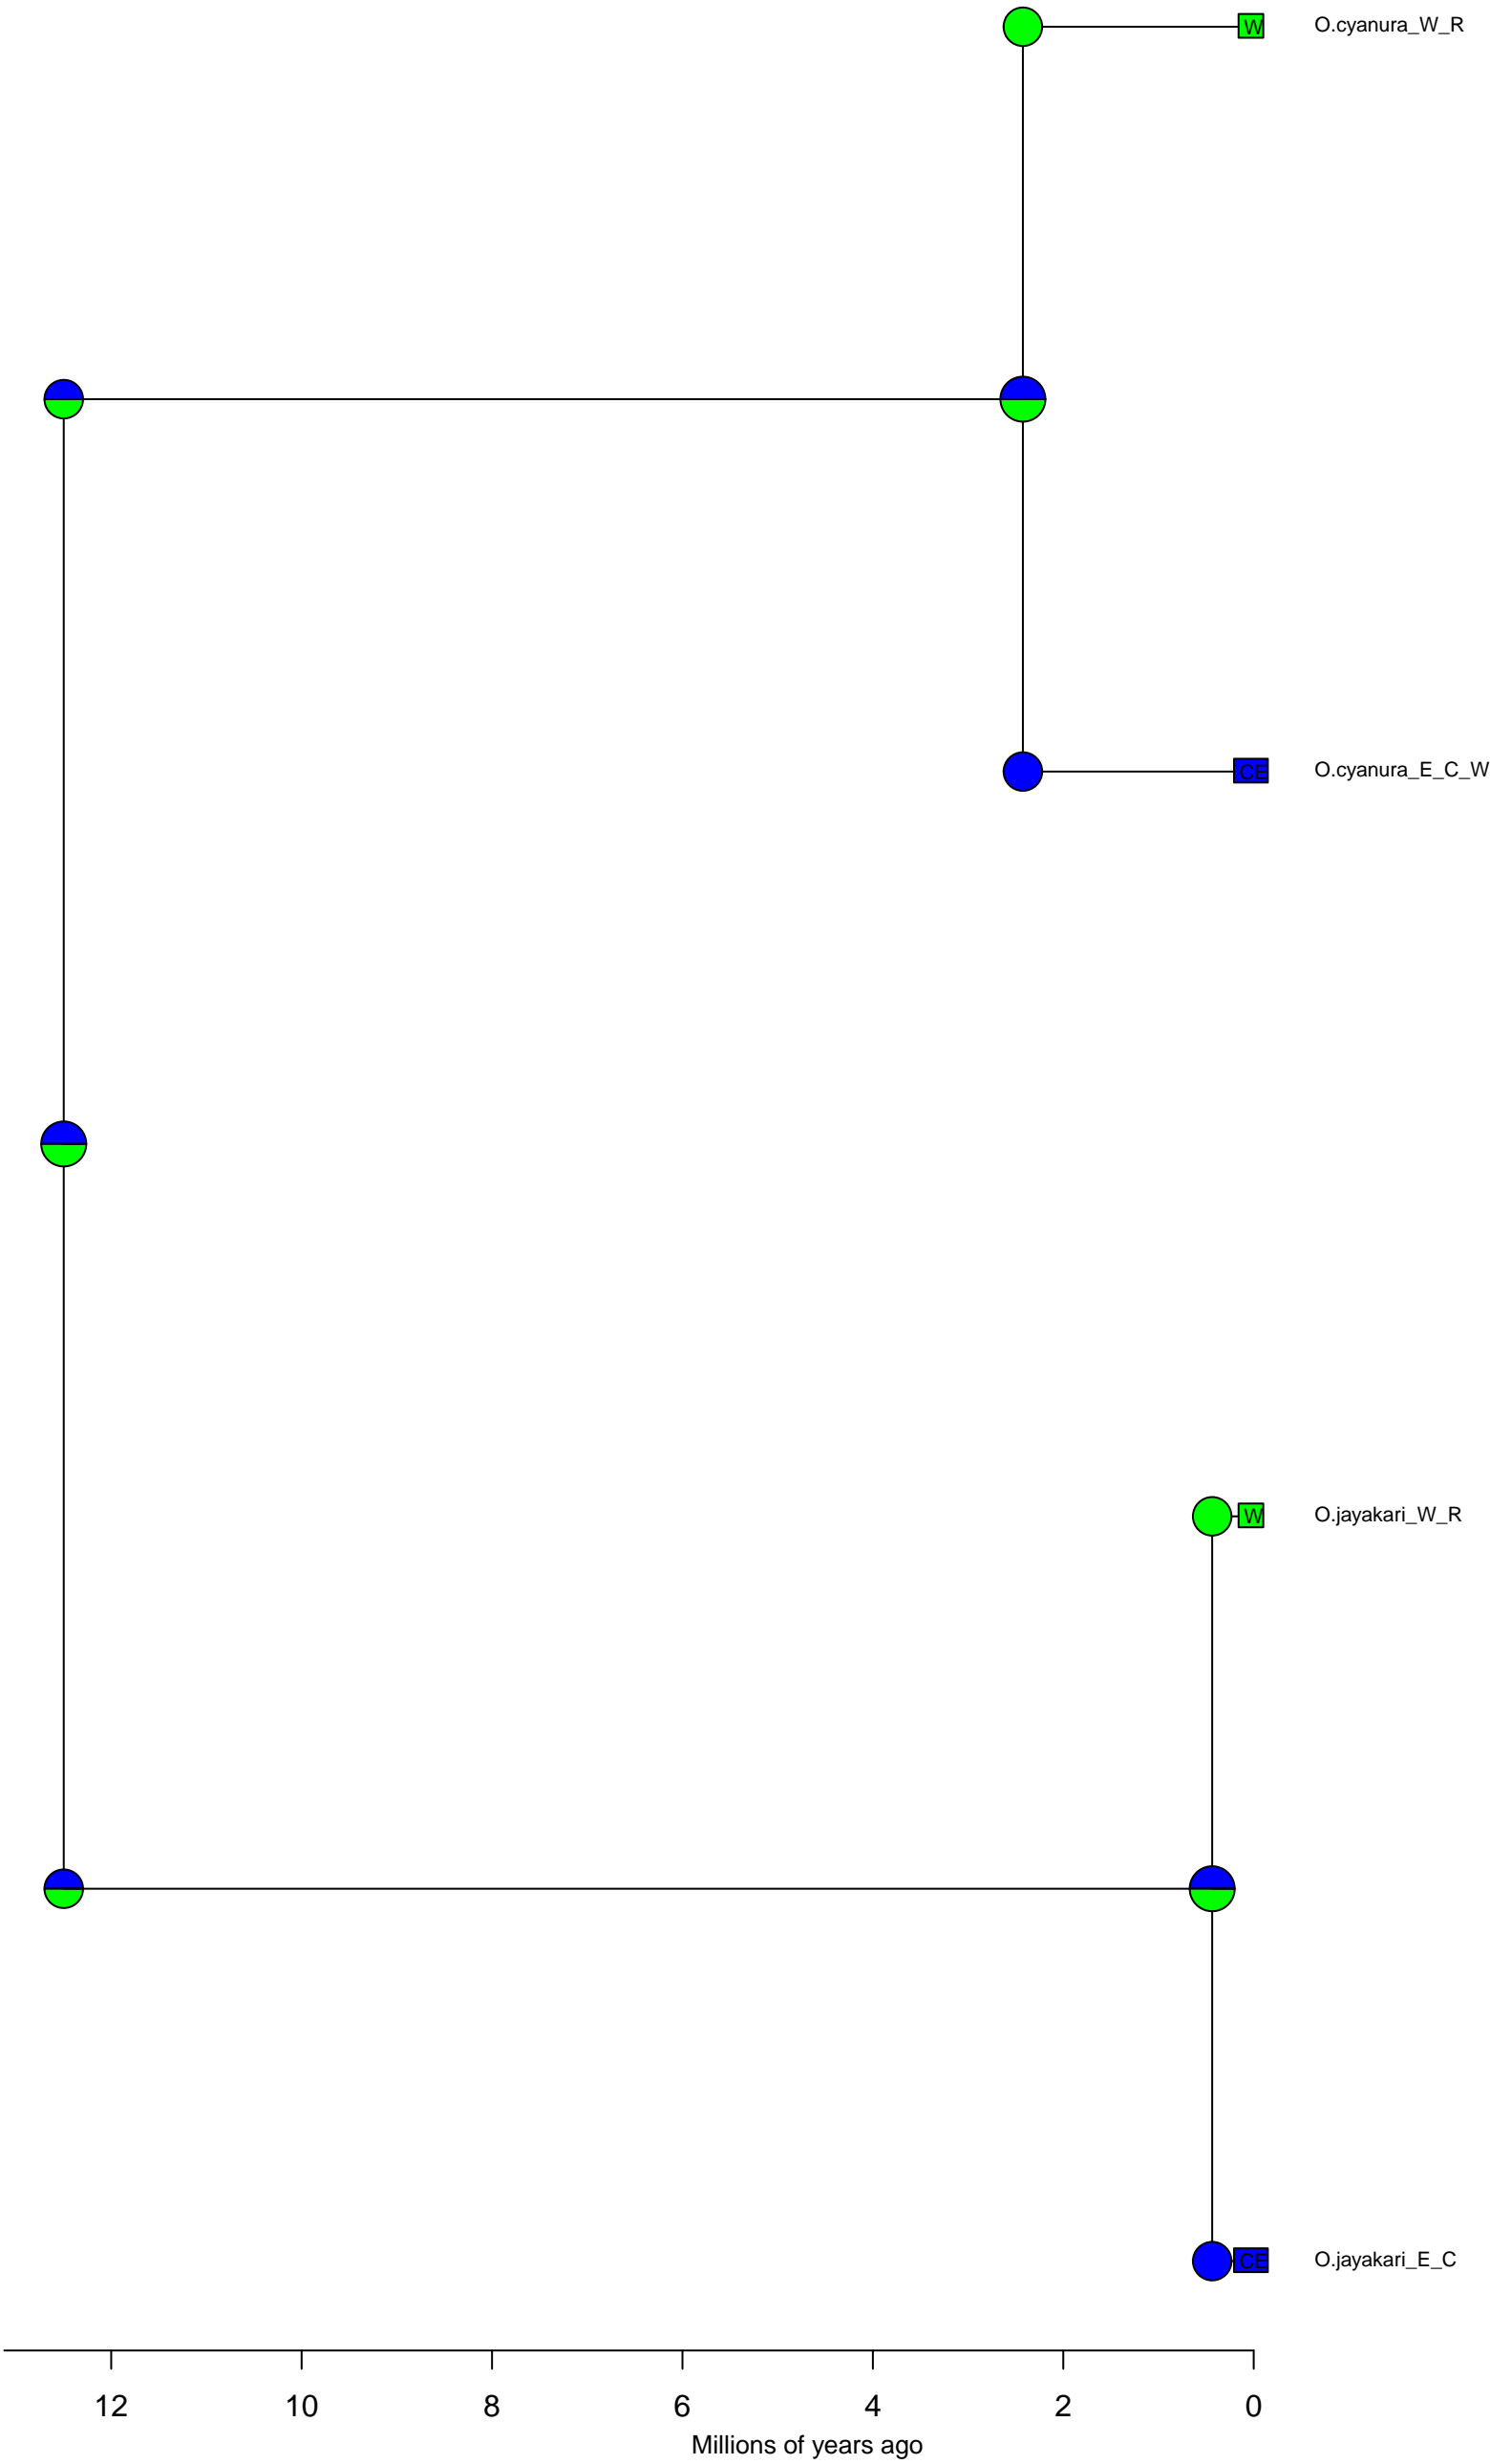 W O.cyanura_W_R
CE O.cyanura_E_C_W
W O.jayakari_W_R
CE O.jayakari_E_C
12 10 8 6 4 2 0
Millions of years ago